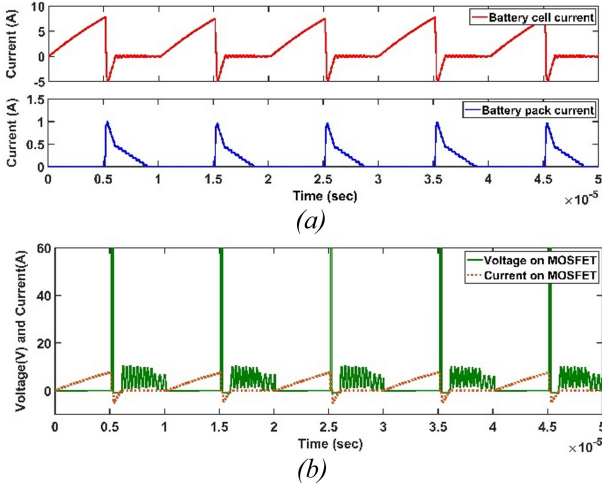 10
5
0
5
Current (A)
Battery cell current
1.5
1
0.5
0
Current (A)
Battery pack current
0 0.5 1 1.5 2 2.5 3 3.5 4 4.5 5
Time (sec)
×10⁻⁵
(a)
60
40
20
0
Voltage(V) and Current(A)
Voltage on MOSFET
Current on MOSFET
0 0.5 1 1.5 2 2.5 3 3.5 4 4.5 5
Time (sec)
×10⁻⁵
(b)